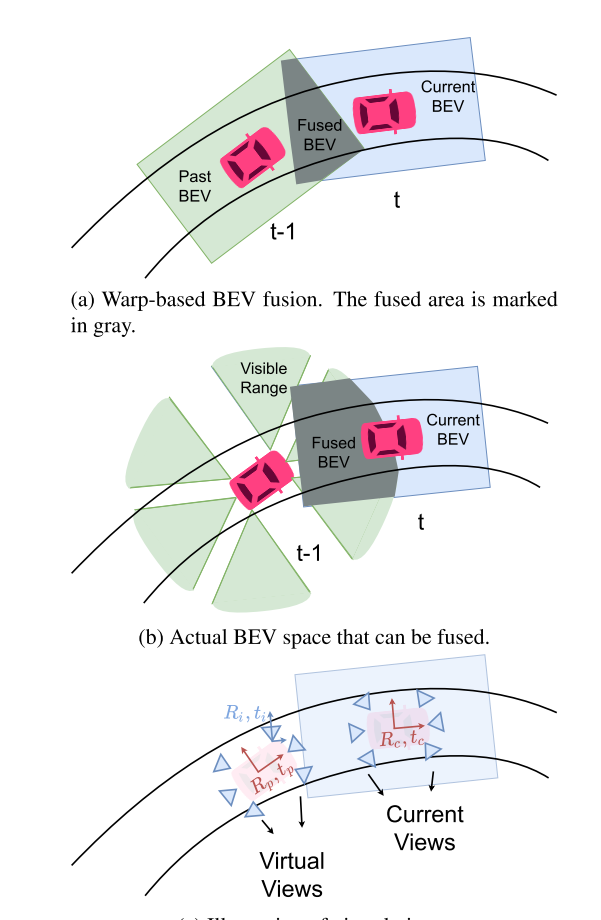 Current
BEV
Fused
BEV
Past
BEV
t
t-1
(a) Warp-based BEV fusion. The fused area is marked
in gray.
Visible
Range
Current
BEV
Fused
BEV
t
t-1
(b) Actual BEV space that can be fused.
R_i, t_i
R_p, t_p
R_c, t_c
Current
Views
Virtual
Views